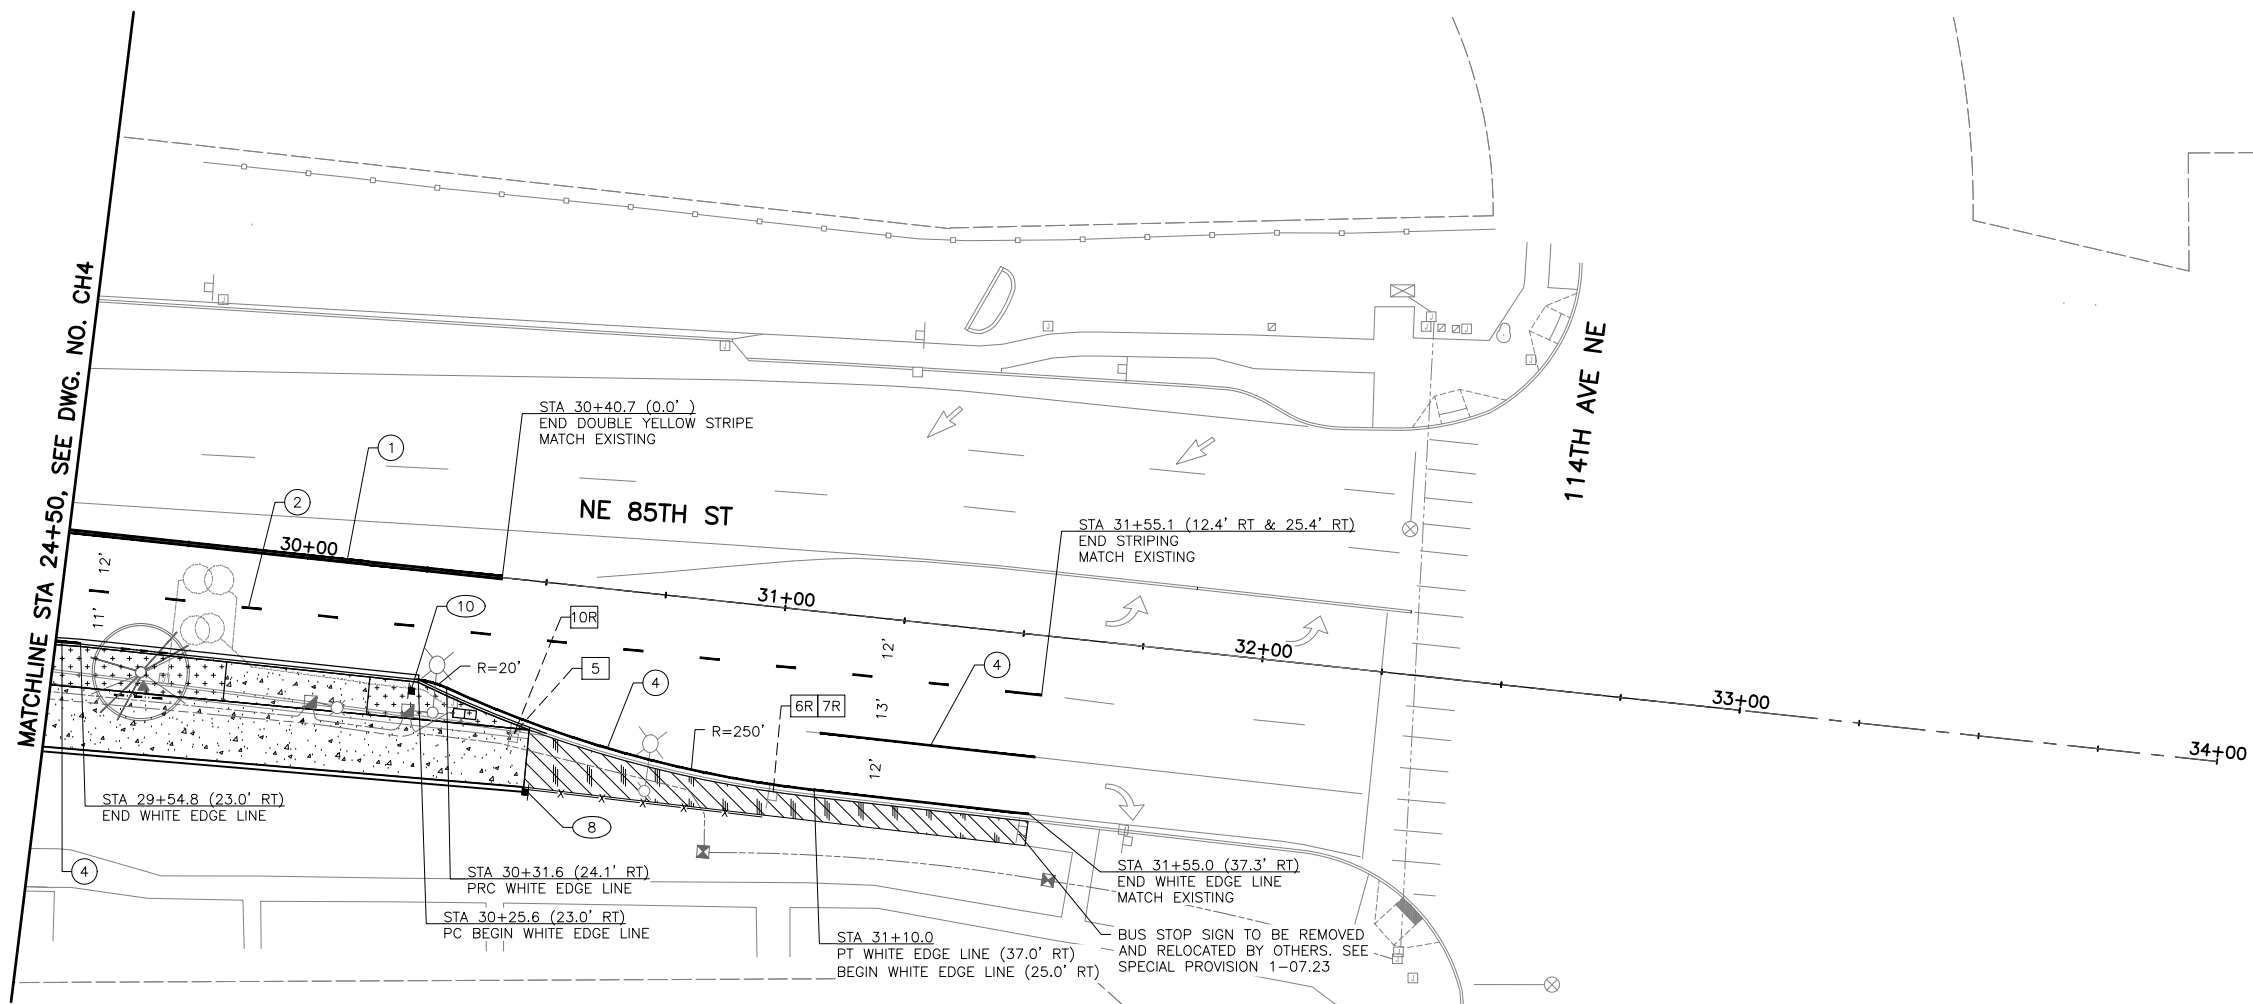 MATCHLINE STA 24+50, SEE DWG. NO. CH4
STA 30+40.7 (0.0' )
END DOUBLE YELLOW STRIPE
MATCH EXISTING
1
2
NE 85TH ST
114TH AVE NE
STA 31+55.1 (12.4' RT & 25.4' RT)
END STRIPING
MATCH EXISTING
30+00
31+00
32+00
33+00
34+00
12'
11'
10
10R
5
R=20'
4
12'
4
13'
6R 7R
R=250'
12'
STA 29+54.8 (23.0' RT)
END WHITE EDGE LINE
8
4
STA 30+31.6 (24.1' RT)
PRC WHITE EDGE LINE
STA 30+25.6 (23.0' RT)
PC BEGIN WHITE EDGE LINE
STA 31+10.0
PT WHITE EDGE LINE (37.0' RT)
BEGIN WHITE EDGE LINE (25.0' RT)
STA 31+55.0 (37.3' RT)
END WHITE EDGE LINE
MATCH EXISTING
BUS STOP SIGN TO BE REMOVED
AND RELOCATED BY OTHERS. SEE
SPECIAL PROVISION 1-07.23